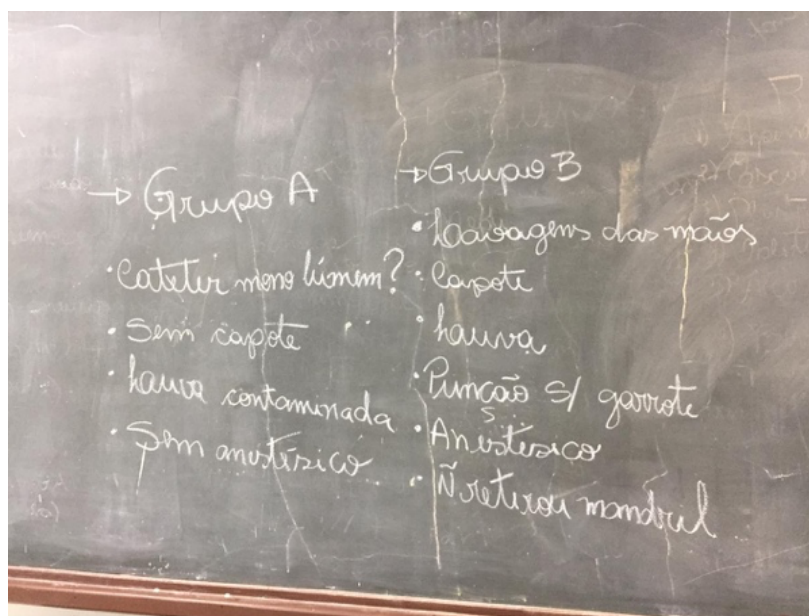 → Grupo A
• Cateter mono lúmem?
• Sem capote
• Luva contaminada
• Sem anestésico
→ Grupo B
• Lavagens das mãos
• Capote
• Luva
• Punção s/ garrote
• Anestésico
• Ñ retirou mandril